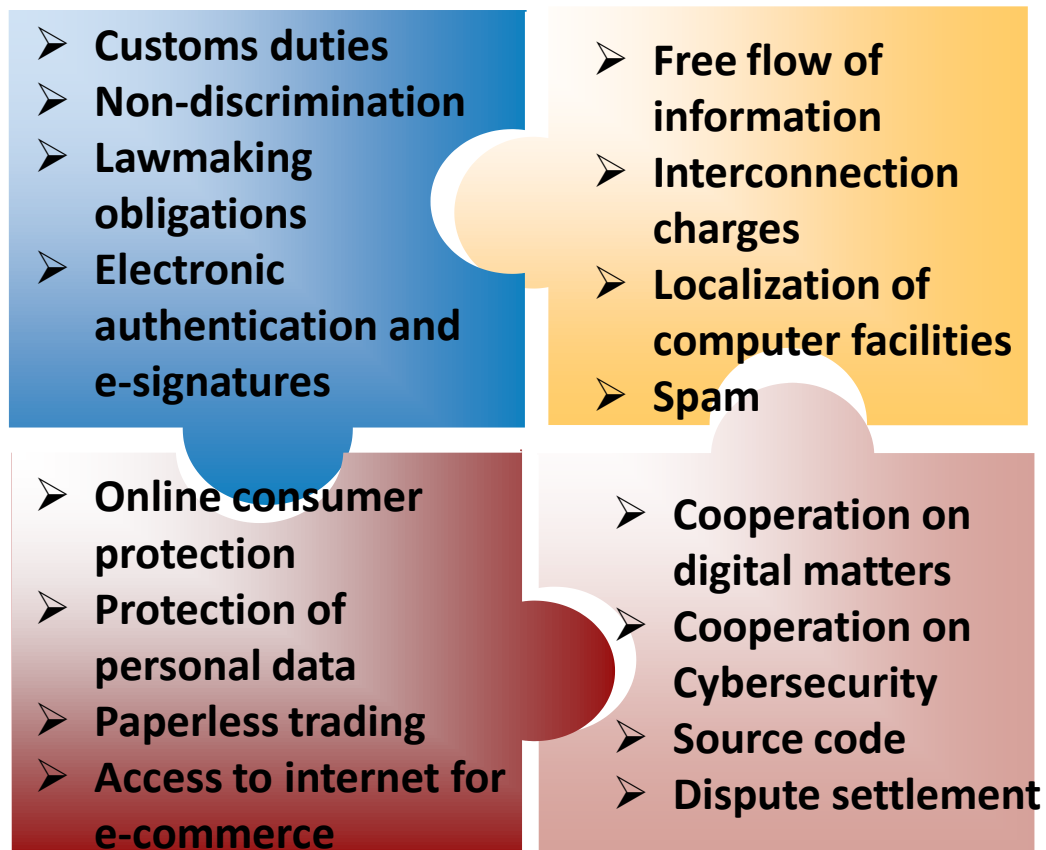 ➢ Customs duties
➢ Non-discrimination
➢ Lawmaking
obligations
➢ Electronic
authentication and
e-signatures
➢ Free flow of
information
➢ Interconnection
charges
➢ Localization of
computer facilities
➢ Spam
➢ Online consumer
protection
➢ Protection of
personal data
➢ Paperless trading
➢ Access to internet for
e-commerce
➢ Cooperation on
digital matters
➢ Cooperation on
Cybersecurity
➢ Source code
➢ Dispute settlement